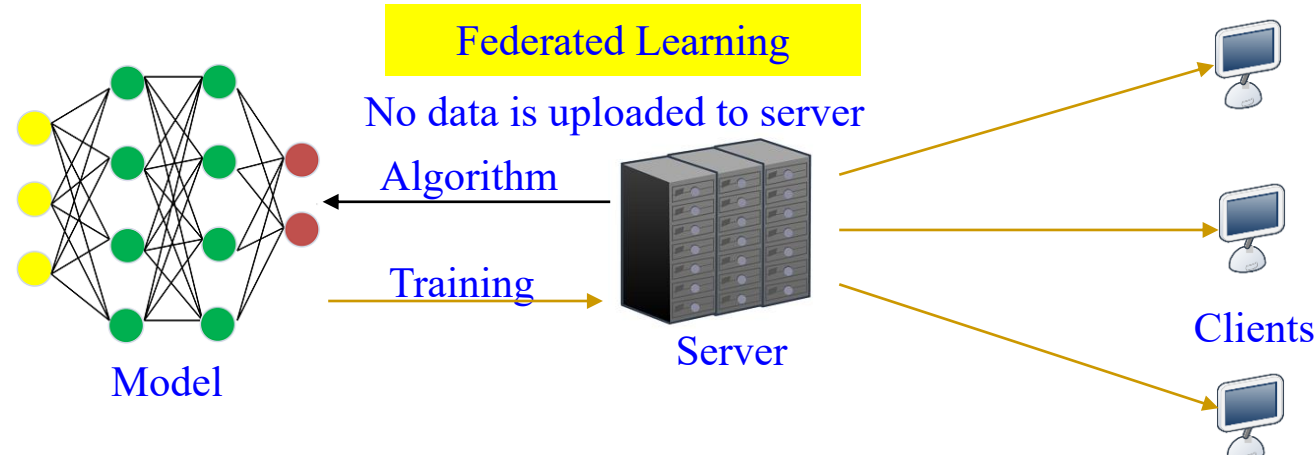 Federated Learning
No data is uploaded to server
Algorithm
Training
Server
Clients
Model